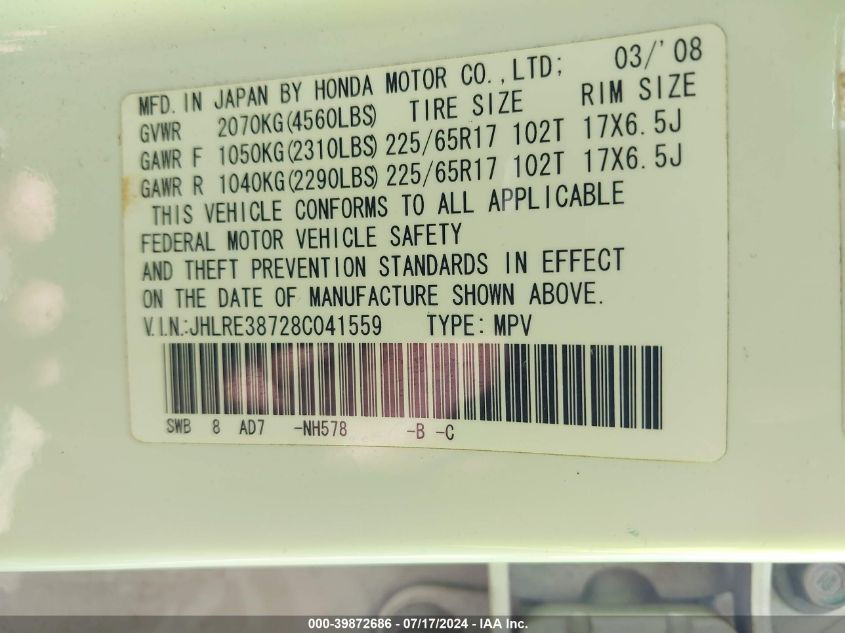 MFD. IN JAPAN BY HONDA MOTOR CO.,LTD; 03/'08
GVWR 2070KG(4560LBS) TIRE SIZE RIM SIZE
GAWR F 1050KG(2310LBS) 225/65R17 102T 17X6.5J
GAWR R 1040KG(2290LBS) 225/65R17 102T 17X6.5J
THIS VEHICLE CONFORMS TO ALL APPLICABLE
FEDERAL MOTOR VEHICLE SAFETY
AND THEFT PREVENTION STANDARDS IN EFFECT
ON THE DATE OF MANUFACTURE SHOWN ABOVE.
V.I.N.:JHLRE38728C041559 TYPE: MPV
SWB 8 AD7 -NH578 -B -C
000-39872686 - 07/17/2024 - IAA Inc.